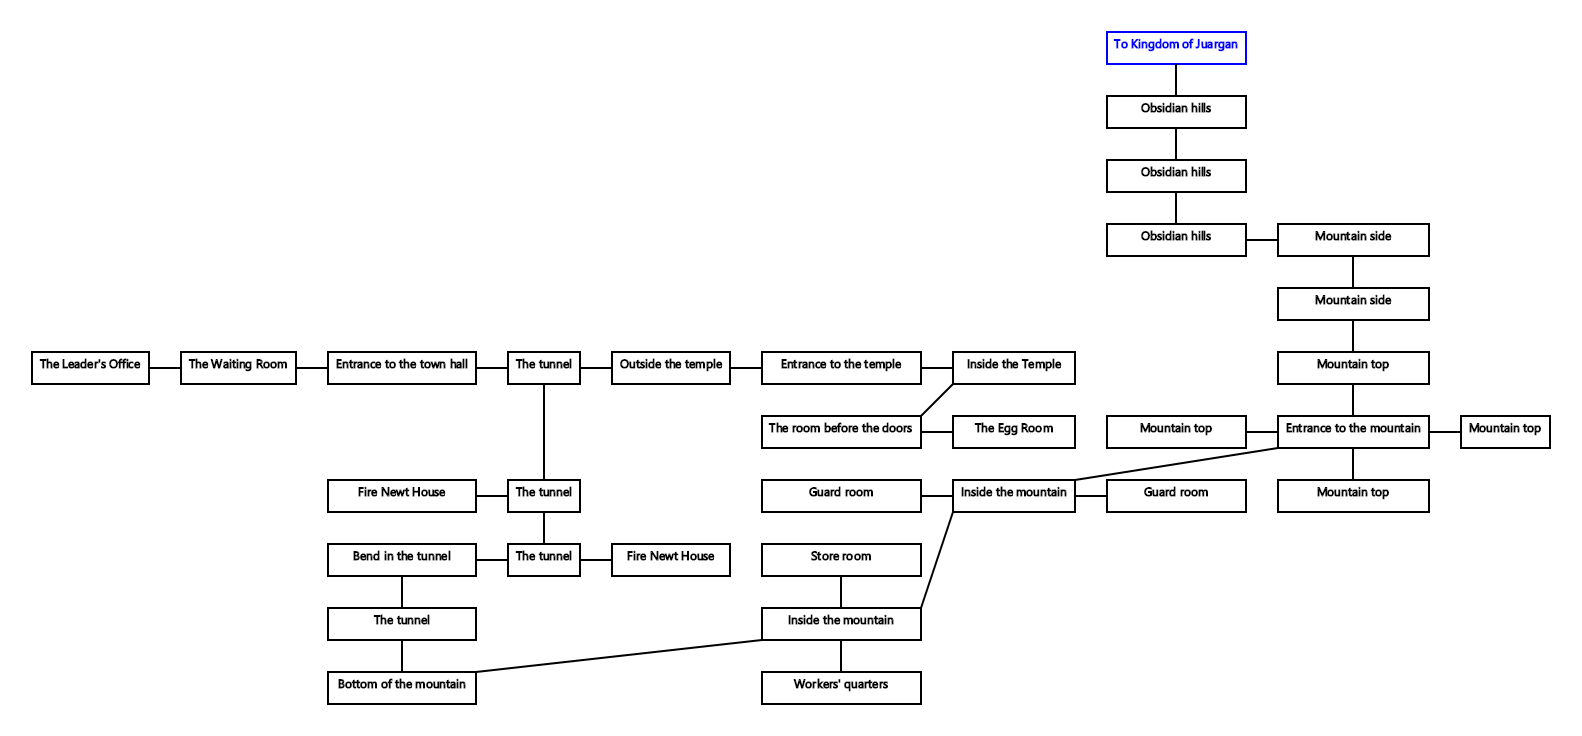 To Kingdom of Juargan
Obsidian hills
Obsidian hills
Obsidian hills
Mountain side
Mountain side
The Leader's Office
The Waiting Room
Entrance to the town hall
The tunnel
Outside the temple
Entrance to the temple
Inside the Temple
Mountain top
The room before the doors
The Egg Room
Mountain top
Entrance to the mountain
Mountain top
Fire Newt House
The tunnel
Guard room
Inside the mountain
Guard room
Mountain top
Bend in the tunnel
The tunnel
Fire Newt House
Store room
The tunnel
Inside the mountain
Bottom of the mountain
Workers' quarters